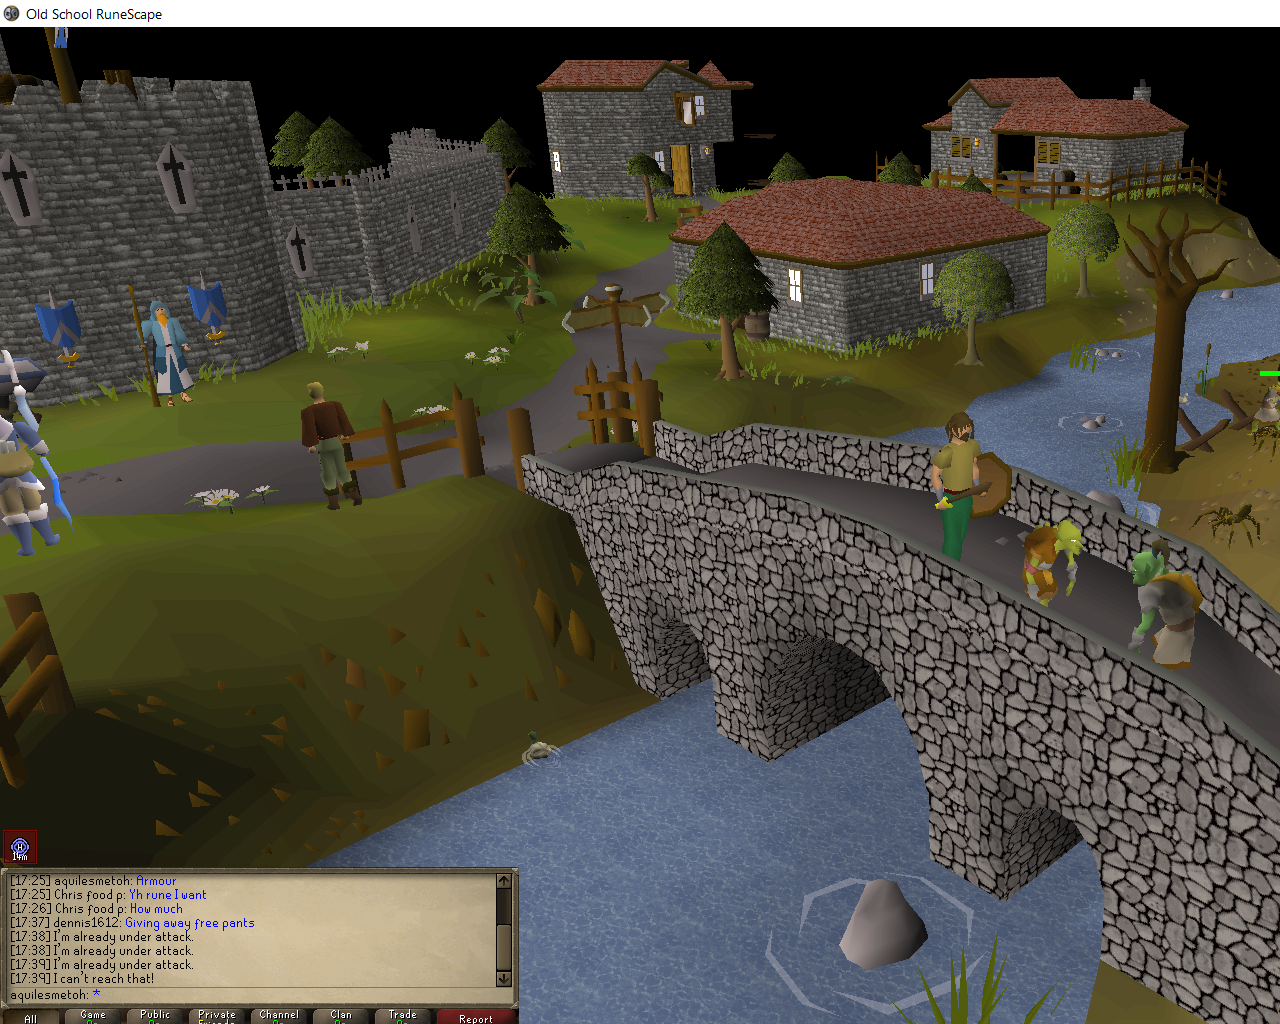 Old School RuneScape
H
14m
[17:25] aquilesmetoh: Armour
[17:25] Chris food p: Yh rune I want
[17:26] Chris food p: How much
[17:37] dennis1612: Giving away free pants
[17:38] I'm already under attack.
[17:38] I'm already under attack.
[17:39] I'm already under attack.
[17:39] I can't reach that!
aquilesmetoh: *
All Game Public Private Channel Clan Trade Report